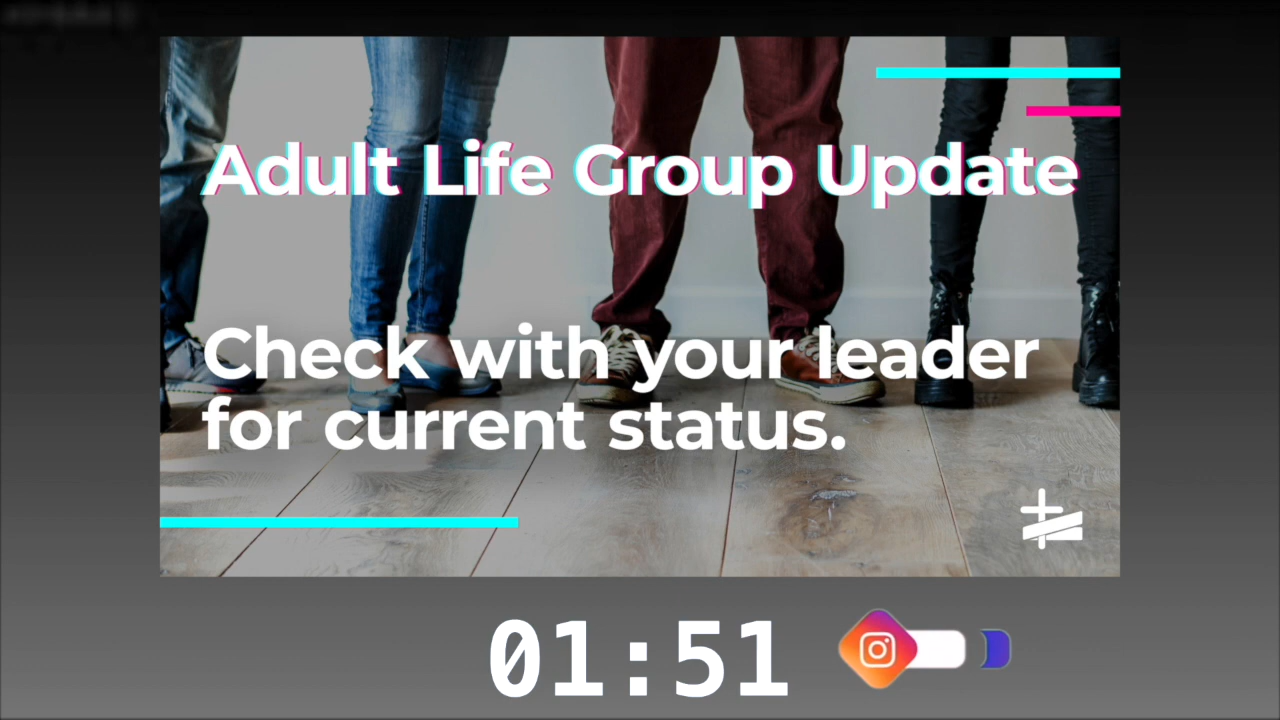 Adult Life Group Update
Check with your leader
for current status.
01:51